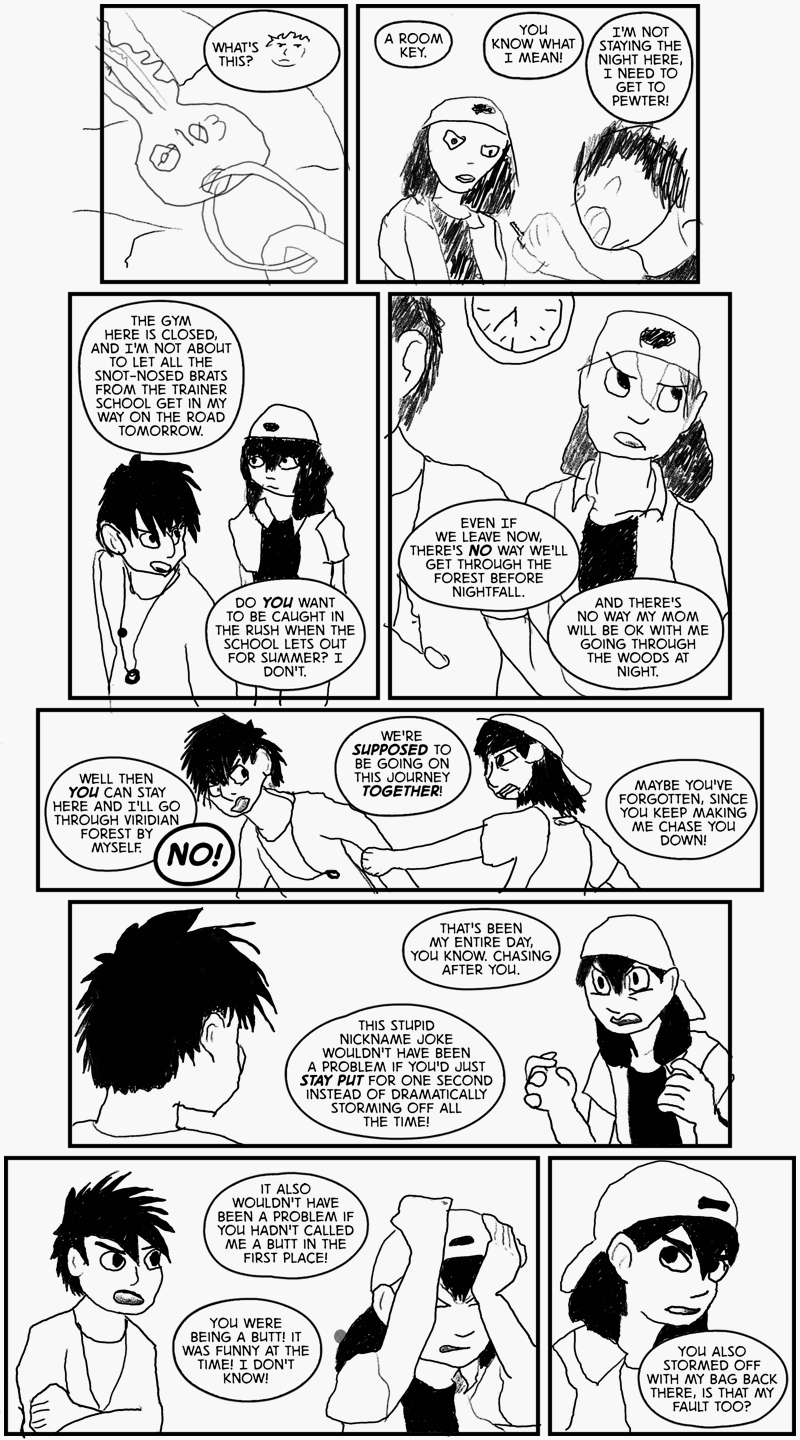 WHAT'S
THIS?
0103
A ROOM
KEY.
YOU
KNOW WHAT
I MEAN!
I'M NOT
STAYING THE
NIGHT HERE,
I NEED TO
GET TO
PEWTER!
THE GYM
HERE IS CLOSED,
AND I'M NOT ABOUT
TO LET ALL THE
SNOT-NOSED BRATS
FROM THE TRAINER
SCHOOL GET IN MY
WAY ON THE ROAD
TOMORROW.
DO YOU WANT
TO BE CAUGHT IN
THE RUSH WHEN THE
SCHOOL LETS OUT
FOR SUMMER? I
DON'T.
EVEN IF
WE LEAVE NOW,
THERE'S NO WAY WE'LL
GET THROUGH THE
FOREST BEFORE
NIGHTFALL.
AND THERE'S
NO WAY MY MOM
WILL BE OK WITH ME
GOING THROUGH
THE WOODS AT
NIGHT.
WELL THEN
YOU CAN STAY
HERE AND I'LL GO
THROUGH VIRIDIAN
FOREST BY
MYSELF.
NO!
WE'RE
SUPPOSED TO
BE GOING ON
THIS JOURNEY
TOGETHER!
MAYBE YOU'VE
FORGOTTEN, SINCE
YOU KEEP MAKING
ME CHASE YOU
DOWN!
THAT'S BEEN
MY ENTIRE DAY,
YOU KNOW. CHASING
AFTER YOU.
THIS STUPID
NICKNAME JOKE
WOULDN'T HAVE BEEN
A PROBLEM IF YOU'D JUST
STAY PUT FOR ONE SECOND
INSTEAD OF DRAMATICALLY
STORMING OFF ALL
THE TIME!
IT ALSO
WOULDN'T HAVE
BEEN A PROBLEM IF
YOU HADN'T CALLED
ME A BUTT IN THE
FIRST PLACE!
YOU WERE
BEING A BUTT! IT
WAS FUNNY AT THE
TIME! I DON'T
KNOW!
YOU ALSO
STORMED OFF
WITH MY BAG BACK
THERE, IS THAT MY
FAULT TOO?